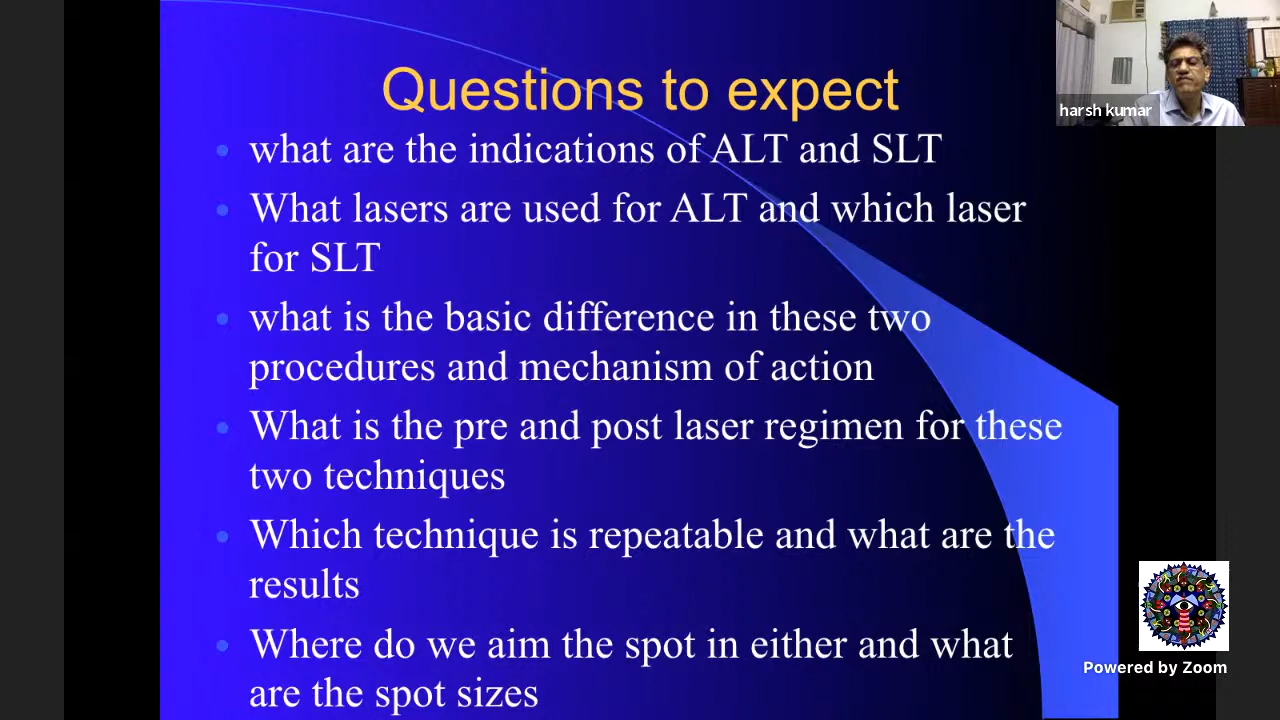 Questions to expect
harsh kumar
what are the indications of ALT and SLT
What lasers are used for ALT and which laser
for SLT
what is the basic difference in these two
procedures and mechanism of action
What is the pre and post laser regimen for these
two techniques
Which technique is repeatable and what are the
results
Where do we aim the spot in either and what
are the spot sizes
Powered by Zoom